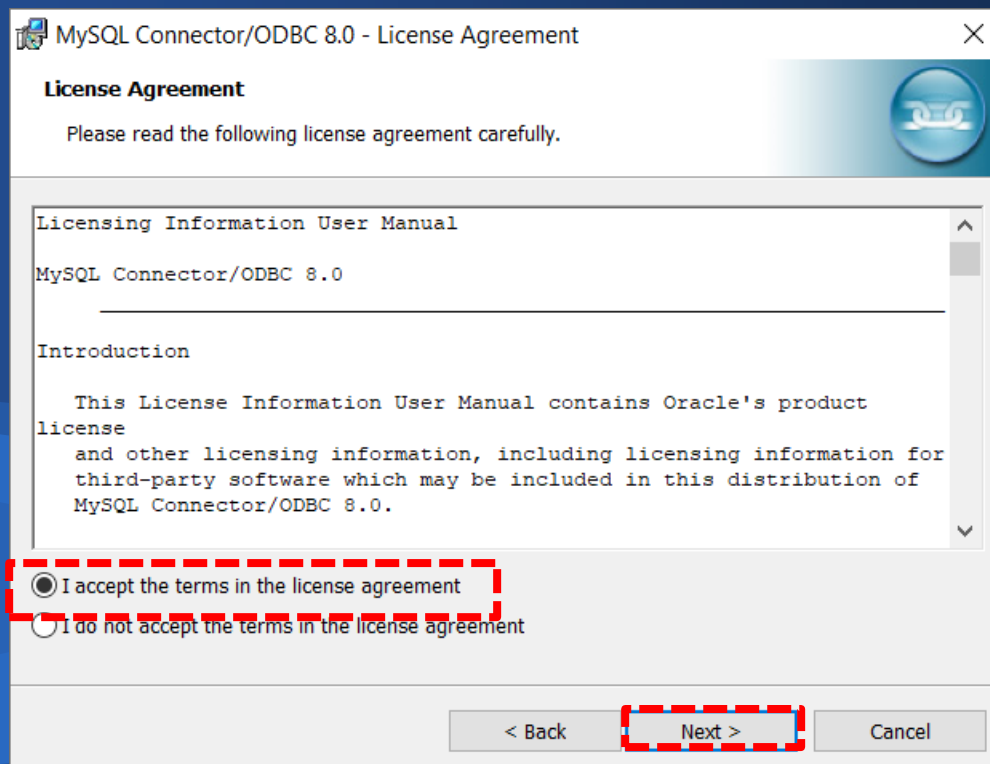 MySQL Connector/ODBC 8.0 - License Agreement
License Agreement
Please read the following license agreement carefully.
Licensing Information User Manual
MySQL Connector/ODBC 8.0
Introduction
This License Information User Manual contains Oracle's product
license
and other licensing information, including licensing information for
third-party software which may be included in this distribution of
MySQL Connector/ODBC 8.0.
I accept the terms in the license agreement
I do not accept the terms in the license agreement
< Back
Next >
Cancel